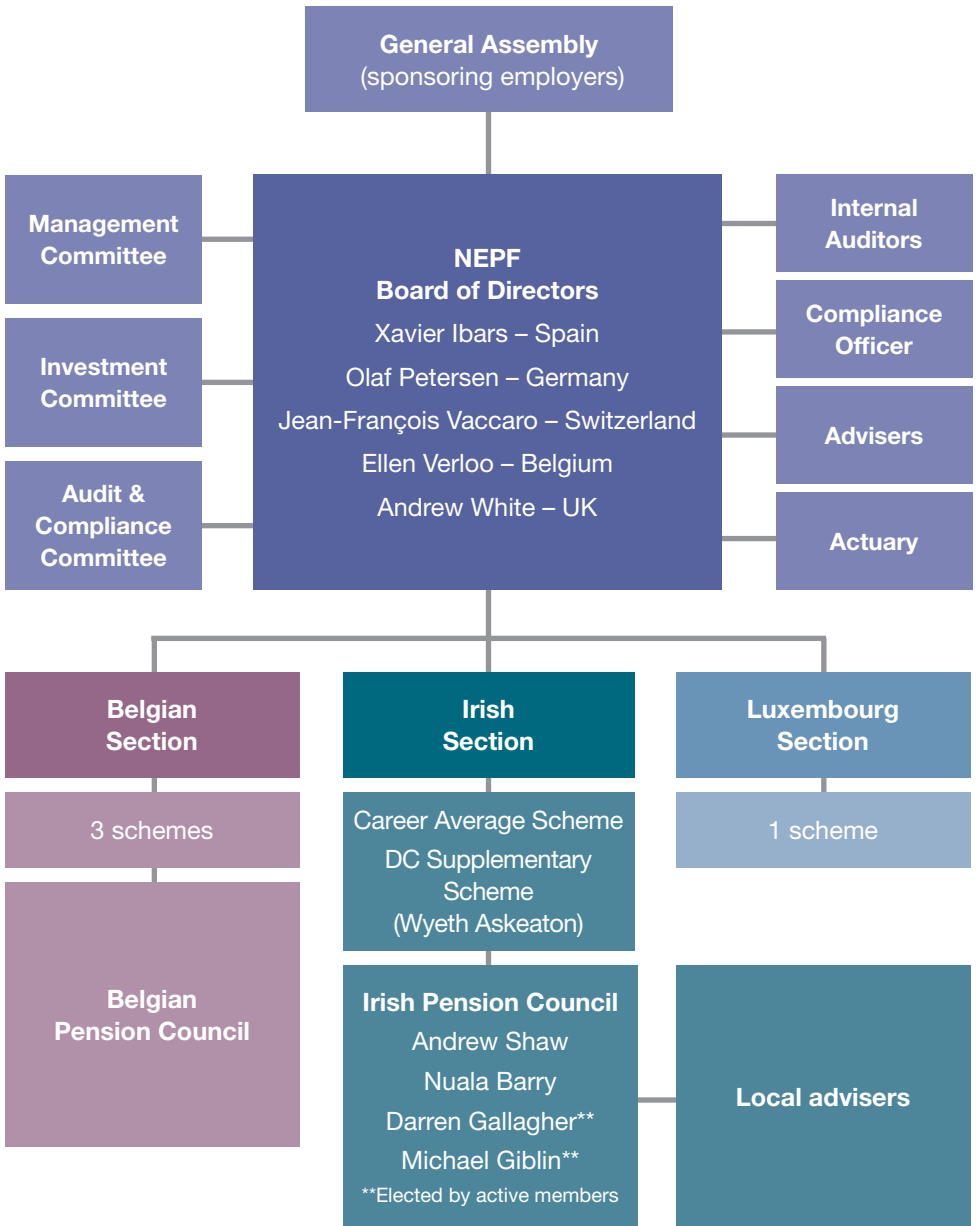 General Assembly
(sponsoring employers)
Management
Committee
Investment
Committee
Audit &
Compliance
Committee
NEPF
Board of Directors
Xavier Ibars – Spain
Olaf Petersen – Germany
Jean-François Vaccaro – Switzerland
Ellen Verloo – Belgium
Andrew White – UK
Internal
Auditors
Compliance
Officer
Advisers
Actuary
Belgian
Section
3 schemes
Belgian
Pension Council
Irish
Section
Career Average Scheme
DC Supplementary
Scheme
(Wyeth Askeaton)
Irish Pension Council
Andrew Shaw
Nuala Barry
Darren Gallagher**
Michael Giblin**
**Elected by active members
Luxembourg
Section
1 scheme
Local advisers